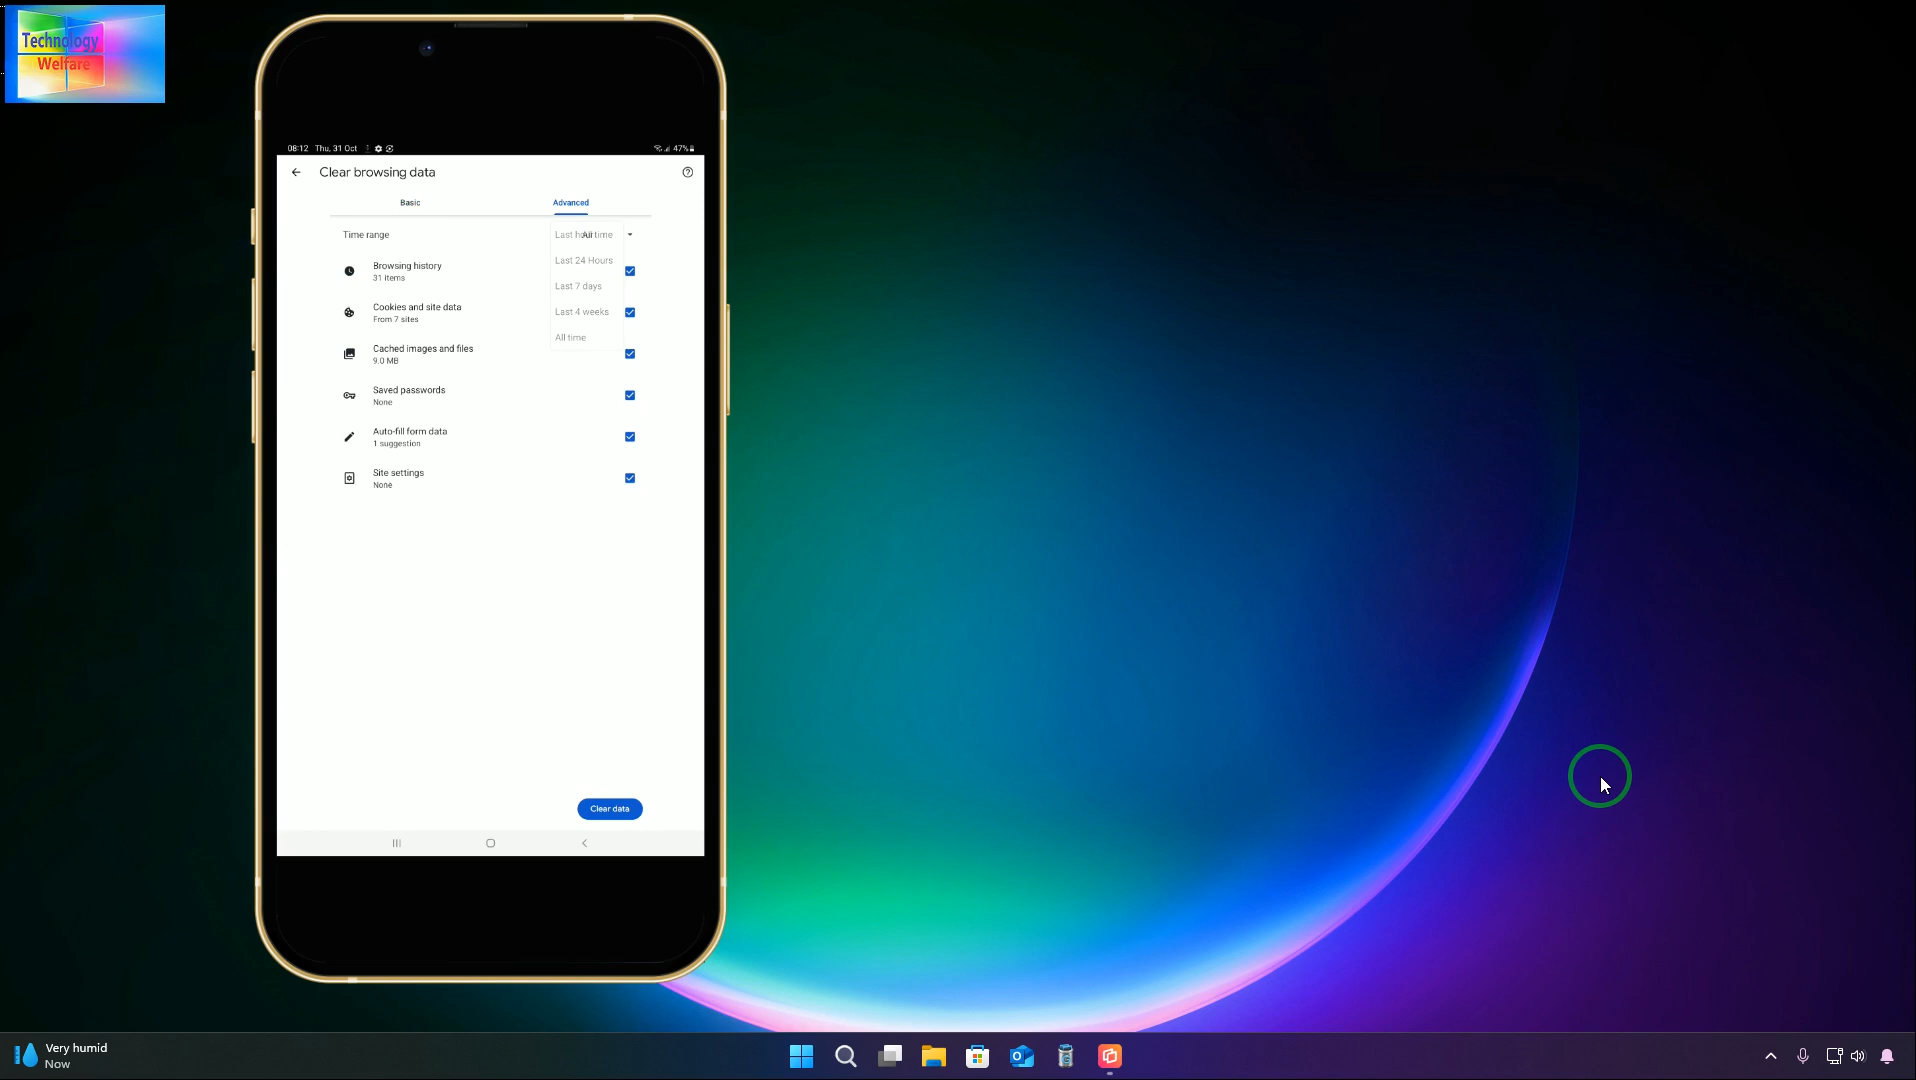 Technology
Welfare
08:12 Thu, 31 Oct
47%
Clear browsing data
Basic
Advanced
Time range
All time
Last hour
Last 24 Hours
Last 7 days
Last 4 weeks
All time
Browsing history
31 items
Cookies and site data
From 7 sites
Cached images and files
9.0 MB
Saved passwords
None
Auto-fill form data
1 suggestion
Site settings
None
Clear data
Very humid
Now